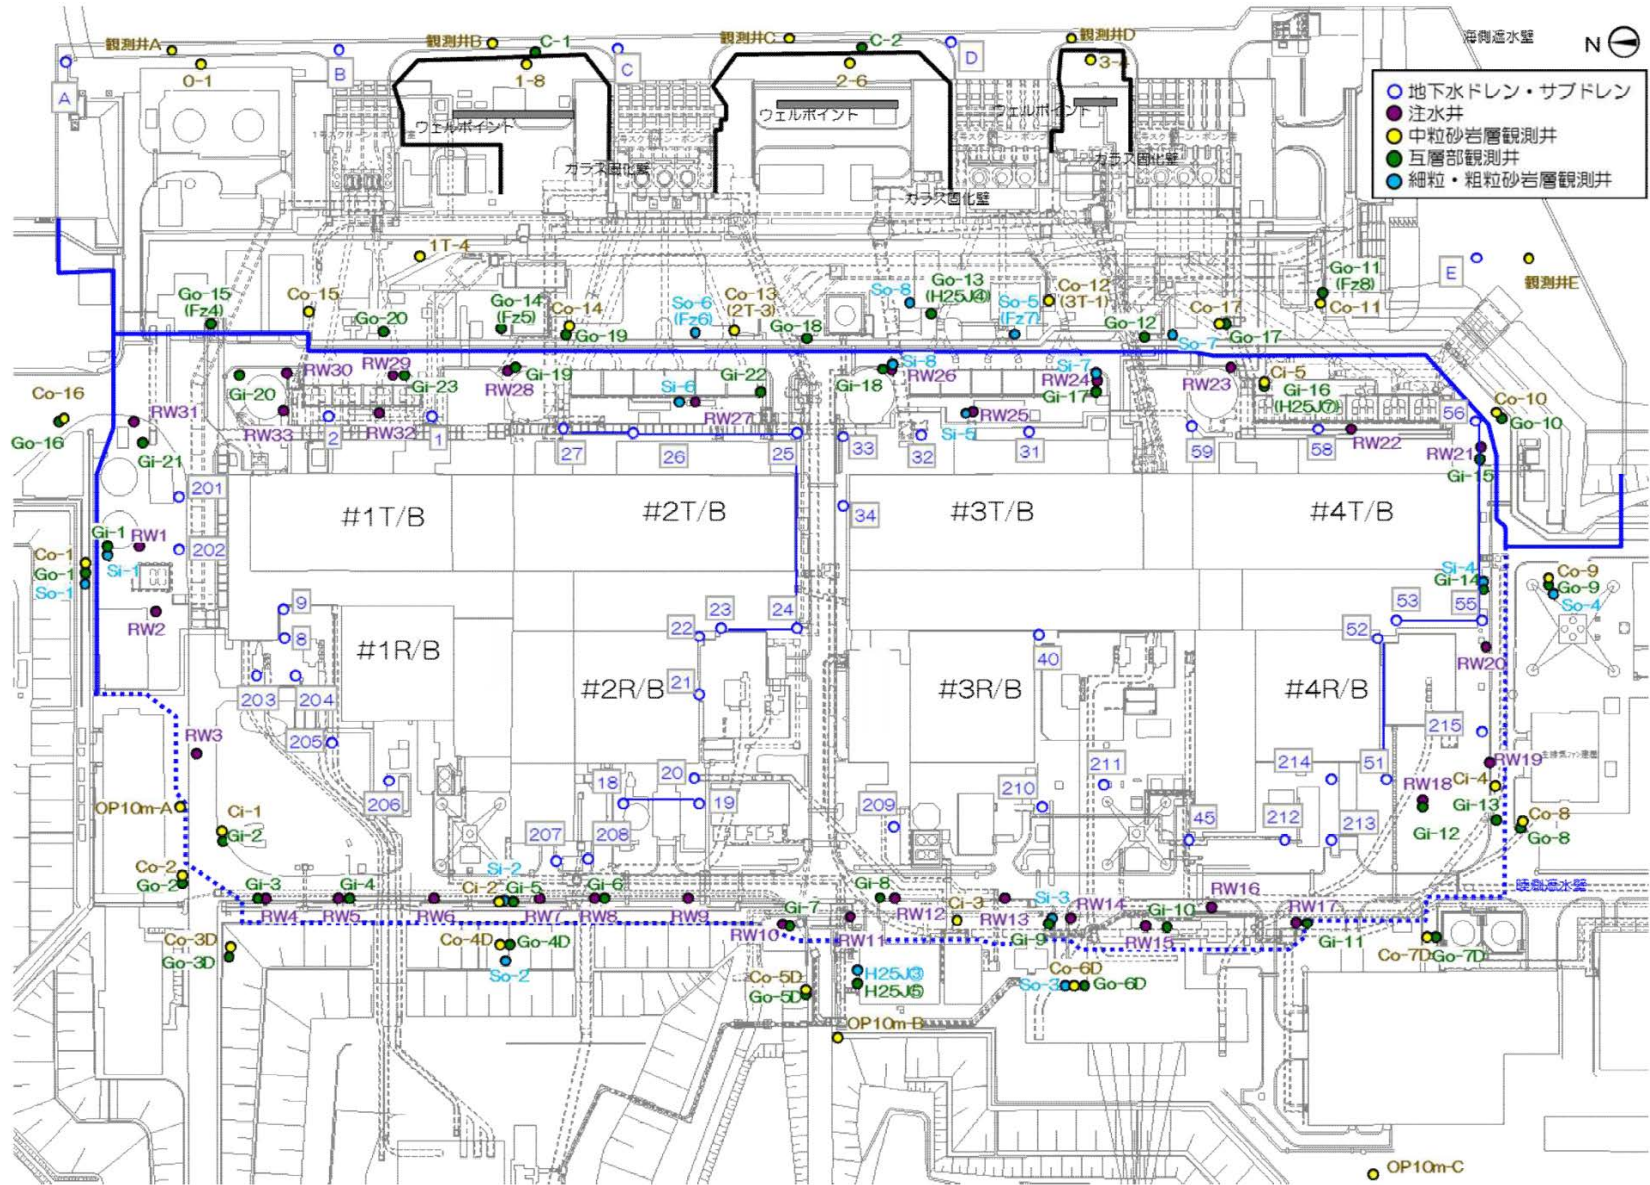 海側遮水壁
N
地下水ドレン・サブドレン
注水井
中粒砂岩層観測井
互層部観測井
細粒・粗粒砂岩層観測井
観測井A
0-1
A
B
観測井B
C-1
1-8
C
観測井C
C-2
2-6
D
観測井D
3-4
ウェルポイント
ウェルポイント
ウェルポイント
ガラス固化壁
ガラス固化壁
ガラス固化壁
E
観測井E
1T-4
Go-15
(Fz4)
Co-15
Go-20
Go-14
(Fz5)
Co-14
Go-19
So-6
(Fz6)
Co-13
(2T-3)
Go-18
So-8
Go-13
(H25J④)
So-5
(Fz7)
Co-12
(3T-1)
Go-12
So-7
Co-17
Go-17
Go-11
(Fz8)
Co-11
Co-16
Go-16
RW31
Gi-21
Gi-20
RW30
RW33
RW29
Gi-23
RW32
2
1
RW28
Gi-19
Si-6
RW27
Gi-22
Gi-18
Si-8
RW26
Si-5
RW25
Si-7
RW24
Gi-17
RW23
Ci-5
Gi-16
(H25J⑦)
RW22
56
Co-10
Go-10
RW21
Gi-15
27
26
25
33
32
31
59
58
201
202
34
#1T/B
#2T/B
#3T/B
#4T/B
Co-1
Go-1
So-1
Gi-1
RW1
Si-1
RW2
9
8
203
204
205
206
#1R/B
#2R/B
#3R/B
#4R/B
22
23
24
21
40
52
53
55
Si-4
Gi-14
Co-9
Go-9
So-4
RW20
RW3
OP10m-A
Ci-1
Gi-2
Co-2
Go-2
18
20
19
207
208
209
210
211
45
212
213
214
51
215
RW19
Ci-4
RW18
Gi-12
Gi-13
Co-8
Go-8
主排気ファン建屋
陸側遮水壁
Gi-3
RW4
Gi-4
RW5
RW6
Si-2
Ci-2
Gi-5
RW7
Gi-6
RW8
RW9
RW10
Gi-7
Gi-8
RW11
RW12
Ci-3
RW13
Si-3
Gi-9
RW14
Gi-10
RW15
RW16
RW17
Gi-11
Co-7D
Go-7D
Co-3D
Go-3D
Co-4D
Go-4D
So-2
Co-5D
Go-5D
H25J③
H25J⑤
Co-6D
So-3
Go-6D
OP10m-B
OP10m-C